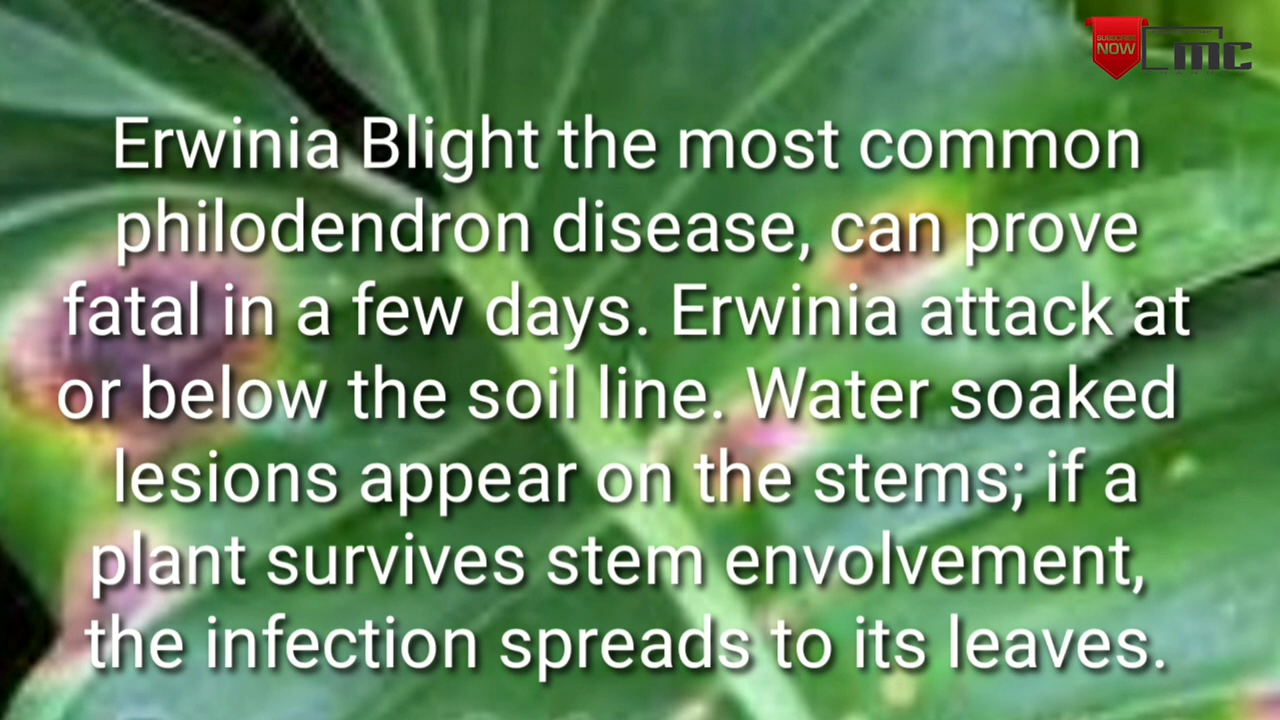 SUBSCRIBE
NOW
mc
Erwinia Blight the most common
philodendron disease, can prove
fatal in a few days. Erwinia attack at
or below the soil line. Water soaked
lesions appear on the stems; if a
plant survives stem envolvement,
the infection spreads to its leaves.